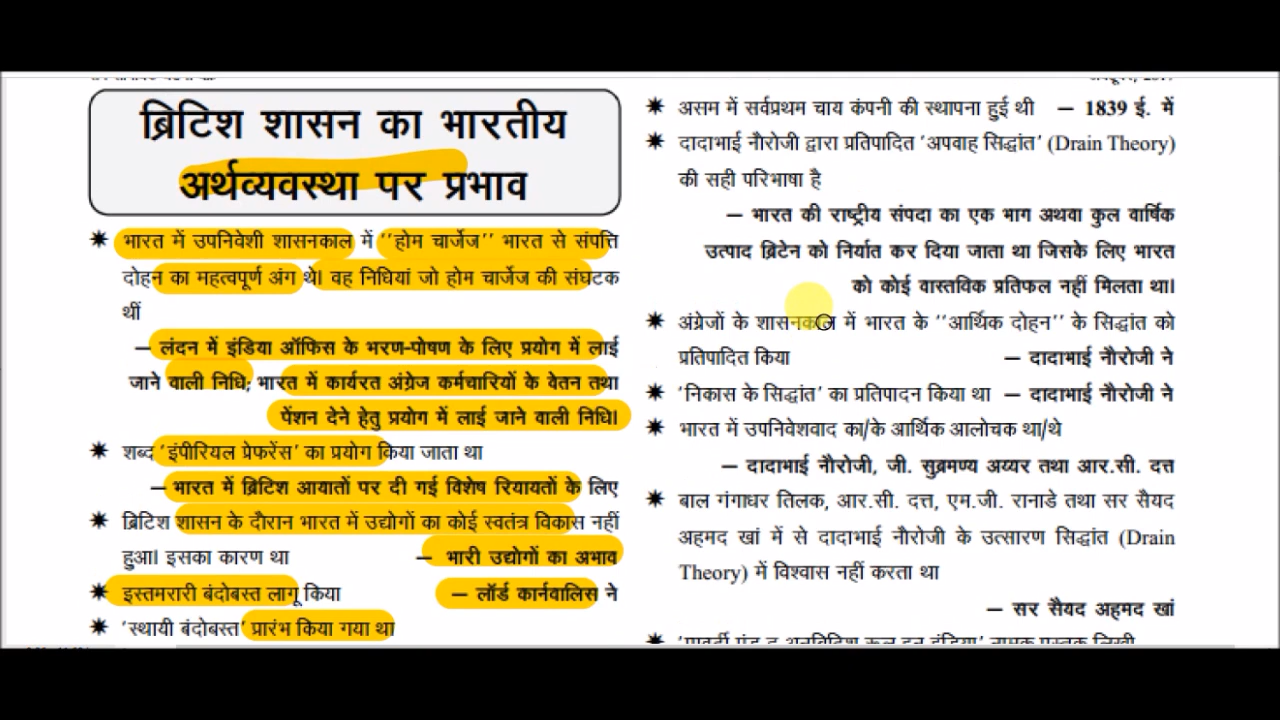 ब्रिटिश शासन का भारतीय
अर्थव्यवस्था पर प्रभाव
✷ भारत में उपनिवेशी शासनकाल में ''होम चार्जेज'' भारत से संपत्ति
दोहन का महत्वपूर्ण अंग थे। वह निधियां जो होम चार्जेज की संघटक
थीं
– लंदन में इंडिया ऑफिस के भरण-पोषण के लिए प्रयोग में लाई
जाने वाली निधि; भारत में कार्यरत अंग्रेज कर्मचारियों के वेतन तथा
पेंशन देने हेतु प्रयोग में लाई जाने वाली निधि।
✷ शब्द 'इंपीरियल प्रेफरेंस' का प्रयोग किया जाता था
– भारत में ब्रिटिश आयातों पर दी गई विशेष रियायतों के लिए
✷ ब्रिटिश शासन के दौरान भारत में उद्योगों का कोई स्वतंत्र विकास नहीं
हुआ। इसका कारण था – भारी उद्योगों का अभाव
✷ इस्तमरारी बंदोबस्त लागू किया – लॉर्ड कार्नवालिस ने
✷ 'स्थायी बंदोबस्त' प्रारंभ किया गया था
✷ असम में सर्वप्रथम चाय कंपनी की स्थापना हुई थी – 1839 ई. में
✷ दादाभाई नौरोजी द्वारा प्रतिपादित 'अपवाह सिद्धांत' (Drain Theory)
की सही परिभाषा है
– भारत की राष्ट्रीय संपदा का एक भाग अथवा कुल वार्षिक
उत्पाद ब्रिटेन को निर्यात कर दिया जाता था जिसके लिए भारत
को कोई वास्तविक प्रतिफल नहीं मिलता था।
✷ अंग्रेजों के शासनकाल में भारत के ''आर्थिक दोहन'' के सिद्धांत को
प्रतिपादित किया – दादाभाई नौरोजी ने
✷ 'निकास के सिद्धांत' का प्रतिपादन किया था – दादाभाई नौरोजी ने
✷ भारत में उपनिवेशवाद का/के आर्थिक आलोचक था/थे
– दादाभाई नौरोजी, जी. सुब्रमण्य अय्यर तथा आर.सी. दत्त
✷ बाल गंगाधर तिलक, आर.सी. दत्त, एम.जी. रानाडे तथा सर सैयद
अहमद खां में से दादाभाई नौरोजी के उत्सारण सिद्धांत (Drain
Theory) में विश्वास नहीं करता था
– सर सैयद अहमद खां